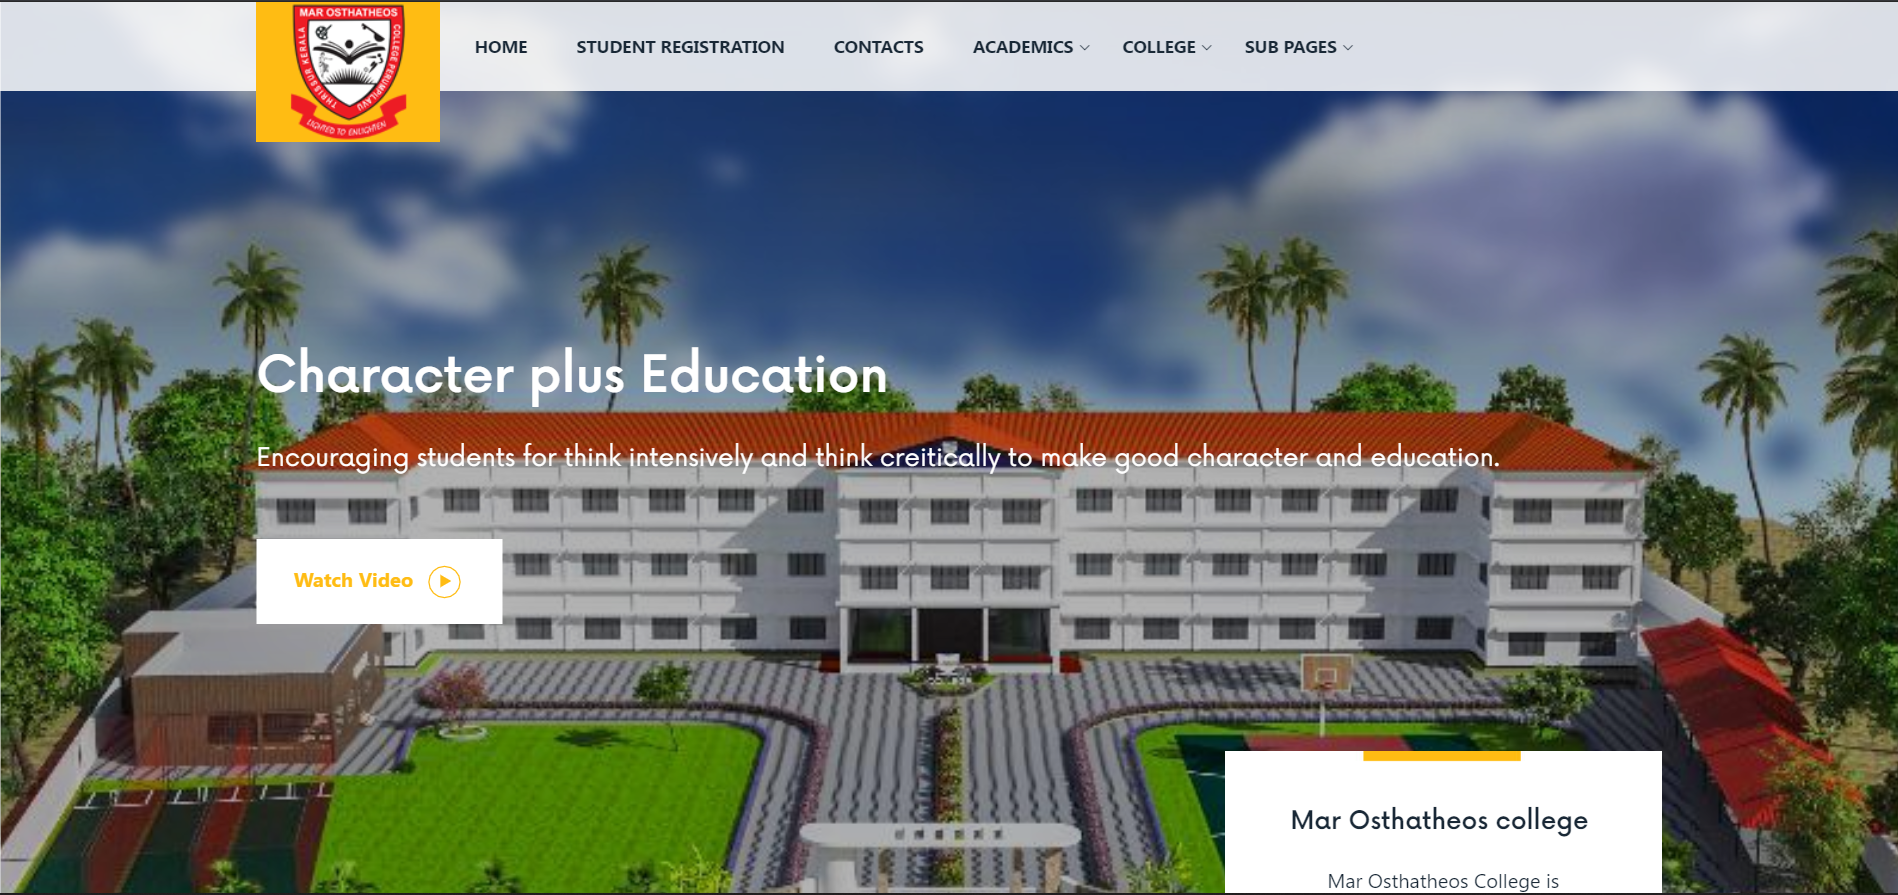 MAR OSTHATHEOS
THRISSUR KERALA
COLLEGE PERUMPILAVU
LIGHTED TO ENLIGHTEN
HOME
STUDENT REGISTRATION
CONTACTS
ACADEMICS
COLLEGE
SUB PAGES
Character plus Education
Encouraging students for think intensively and think creitically to make good character and education.
Watch Video
Mar Osthatheos college
Mar Osthatheos College is